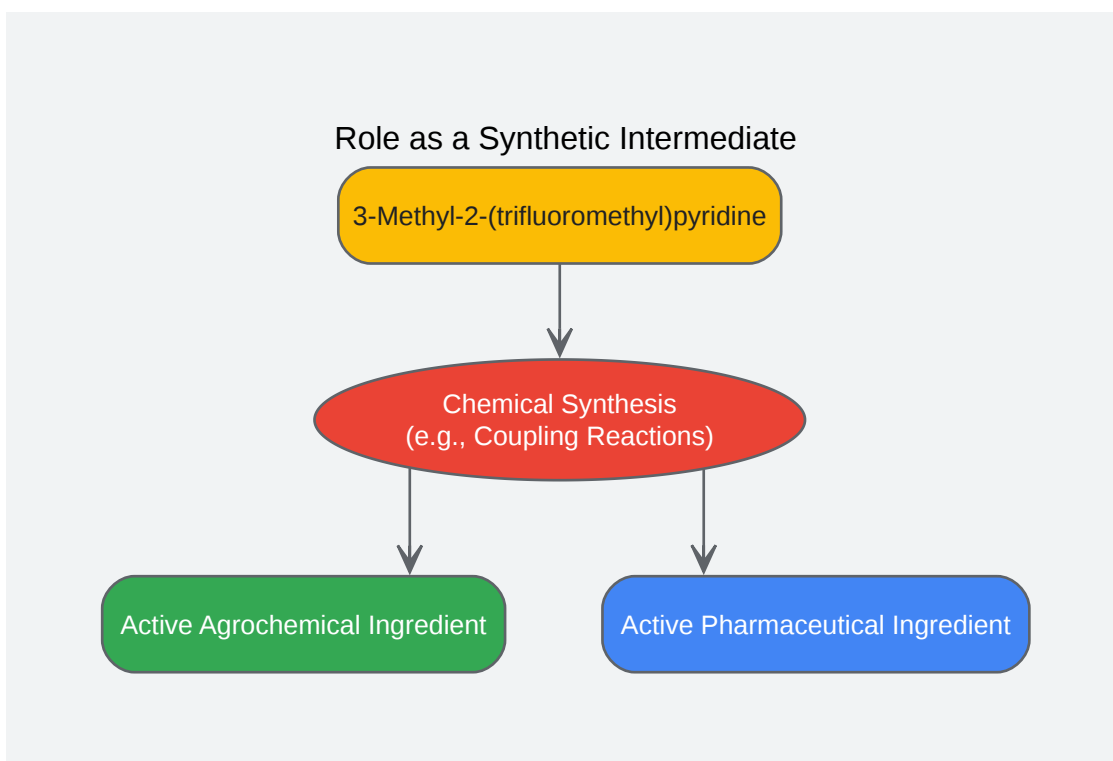 Role as a Synthetic Intermediate
3-Methyl-2-(trifluoromethyl)pyridine
Chemical Synthesis
(e.g., Coupling Reactions)
Active Agrochemical Ingredient
Active Pharmaceutical Ingredient